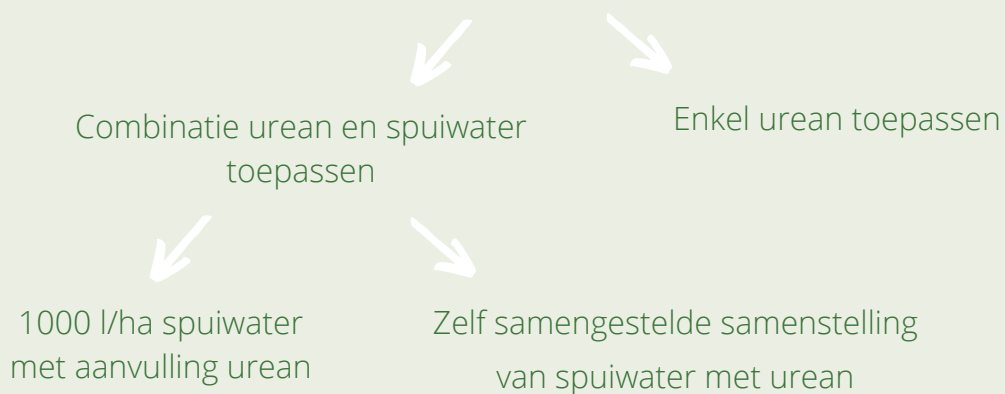 Combinatie urean en spuiwater
toepassen
Enkel urean toepassen
1000 l/ha spuiwater
met aanvulling urean
Zelf samengestelde samenstelling
van spuiwater met urean